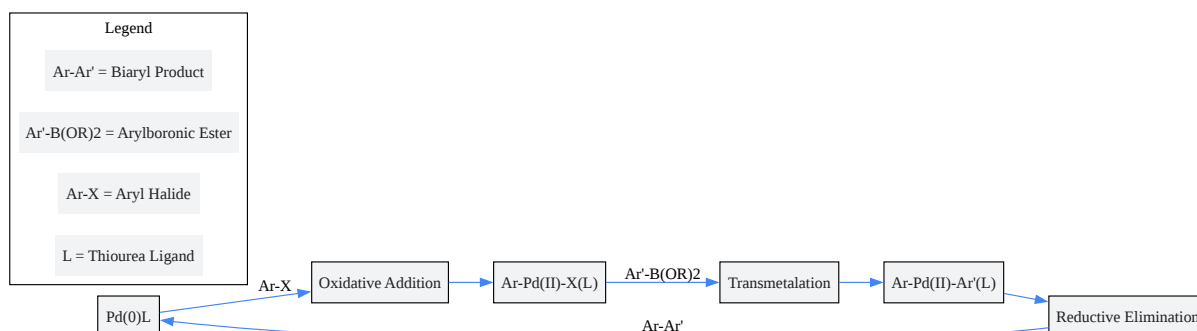 Legend
Ar-Ar' = Biaryl Product
Ar'-B(OR)2 = Arylboronic Ester
Ar-X = Aryl Halide
L = Thiourea Ligand
Pd(0)L
Ar-X
Oxidative Addition
Ar-Pd(II)-X(L)
Ar'-B(OR)2
Transmetalation
Ar-Pd(II)-Ar'(L)
Reductive Elimination
Ar-Ar'